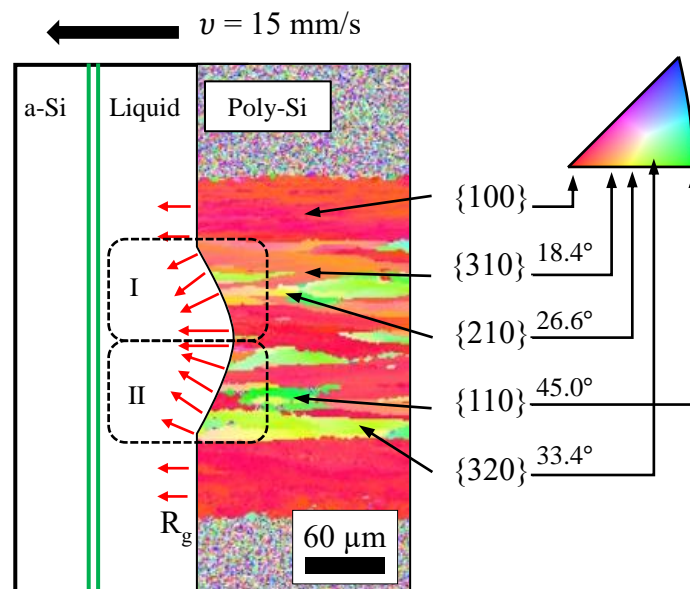 υ = 15 mm/s
a-Si
Liquid
Poly-Si
I
II
R_g
60 µm
{100}
{310} 18.4°
{210} 26.6°
{110} 45.0°
{320} 33.4°